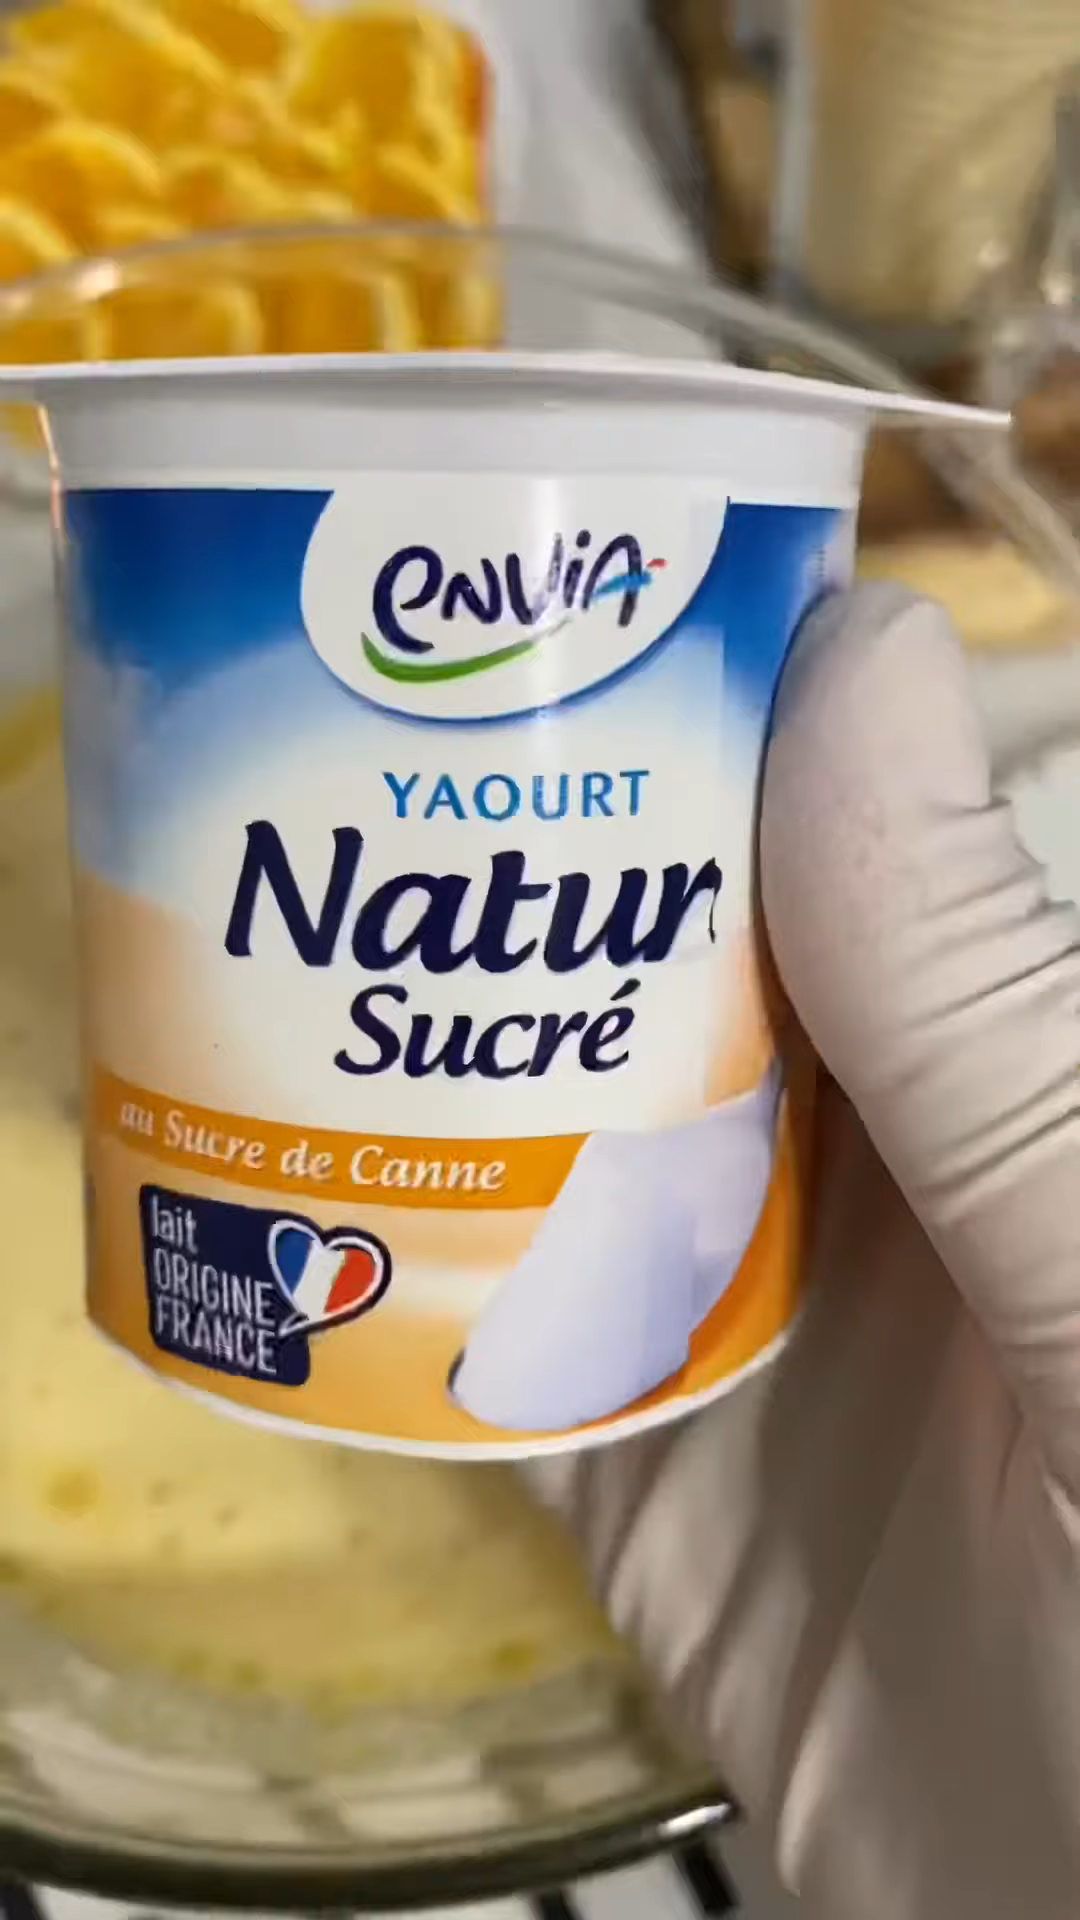 envia
YAOURT
Natur
Sucré
au Sucre de Canne
lait
ORIGINE
FRANCE